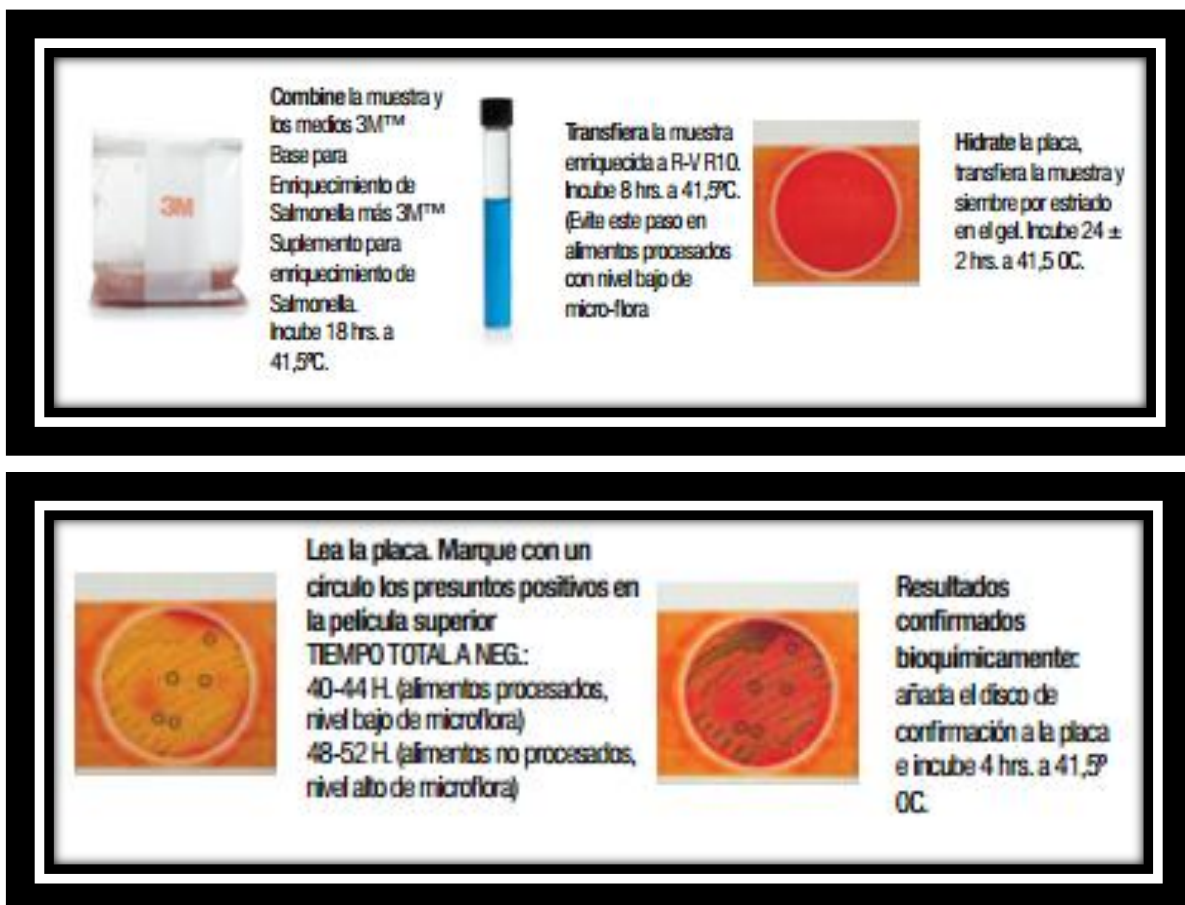 3M
Combine la muestra y
los medios 3M™
Base para
Enriquecimiento de
Salmonella más 3M™
Suplemento para
enriquecimiento de
Salmonella.
Incube 18 hrs. a
41,5ºC.
Transfiera la muestra
enriquecida a R-V R10.
Incube 8 hrs. a 41,5ºC.
(Evite este paso en
alimentos procesados
con nivel bajo de
micro-flora
Hidrate la placa,
transfiera la muestra y
siembre por estriado
en el gel. Incube 24 ±
2 hrs. a 41,5 0C.
Lea la placa. Marque con un
círculo los presuntos positivos en
la película superior
TIEMPO TOTAL A NEG.:
40-44 H. (alimentos procesados,
nivel bajo de microflora)
48-52 H. (alimentos no procesados,
nivel alto de microflora)
Resultados
confirmados
bioquímicamente:
añada el disco de
confirmación a la placa
e incube 4 hrs. a 41,5º
0C.